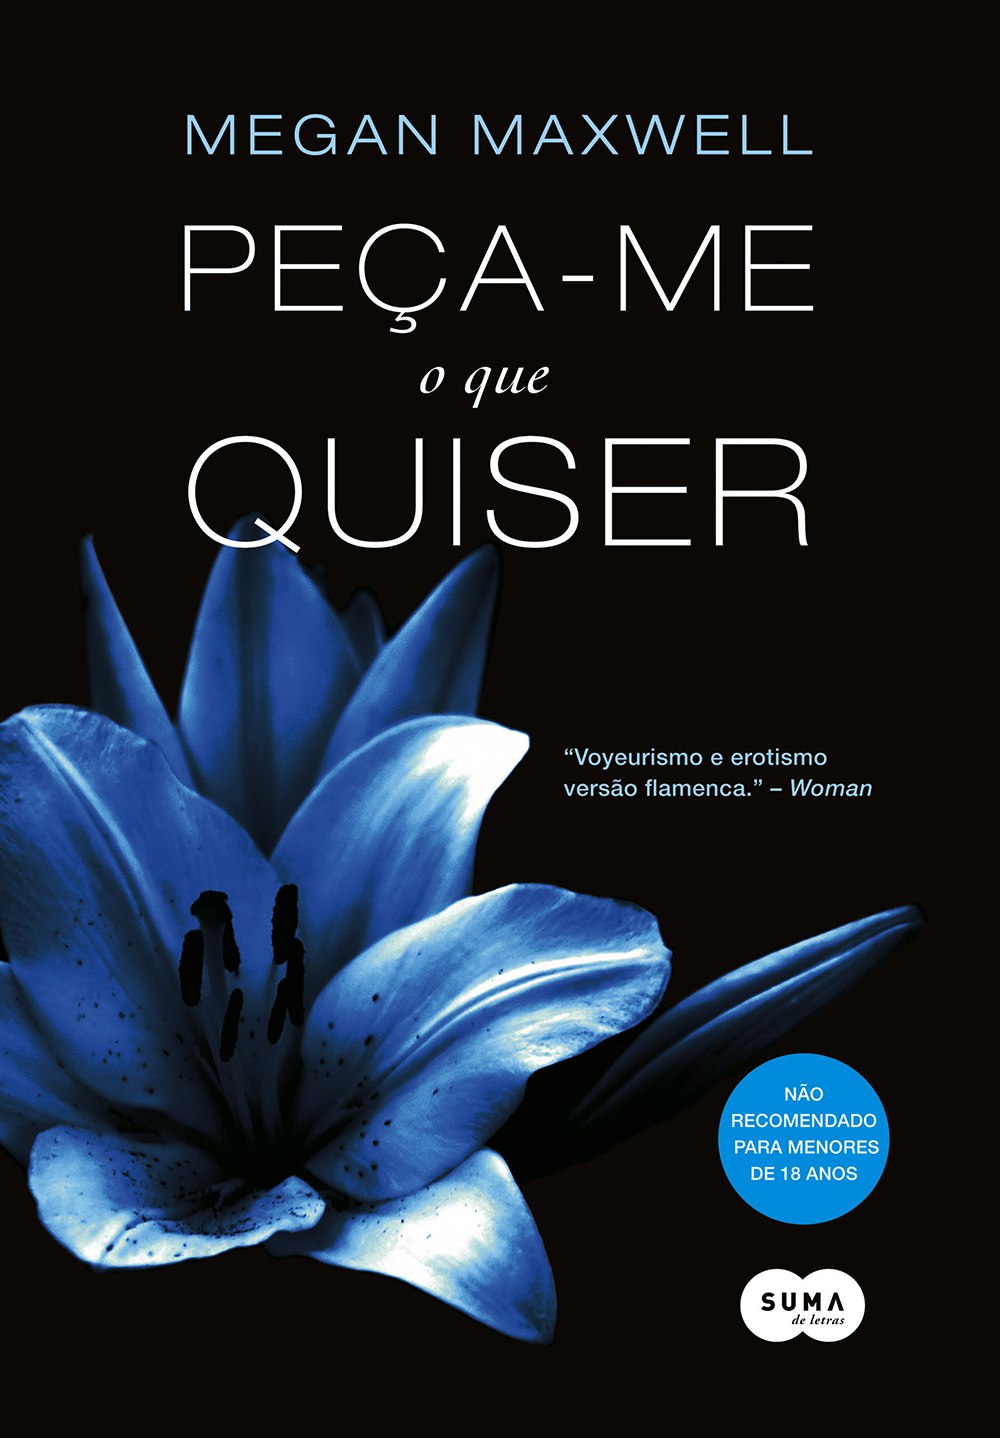 MEGAN MAXWELL
PEÇA-ME
o que
QUISER
“Voyeurismo e erotismo
versão flamenca.” – Woman
NÃO
RECOMENDADO
PARA MENORES
DE 18 ANOS
SUMA
de letras